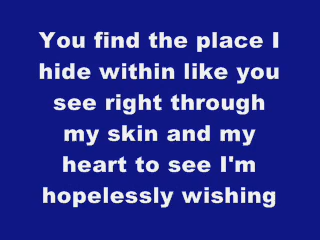 You find the place I
hide within like you
see right through
my skin and my
heart to see I'm
hopelessly wishing